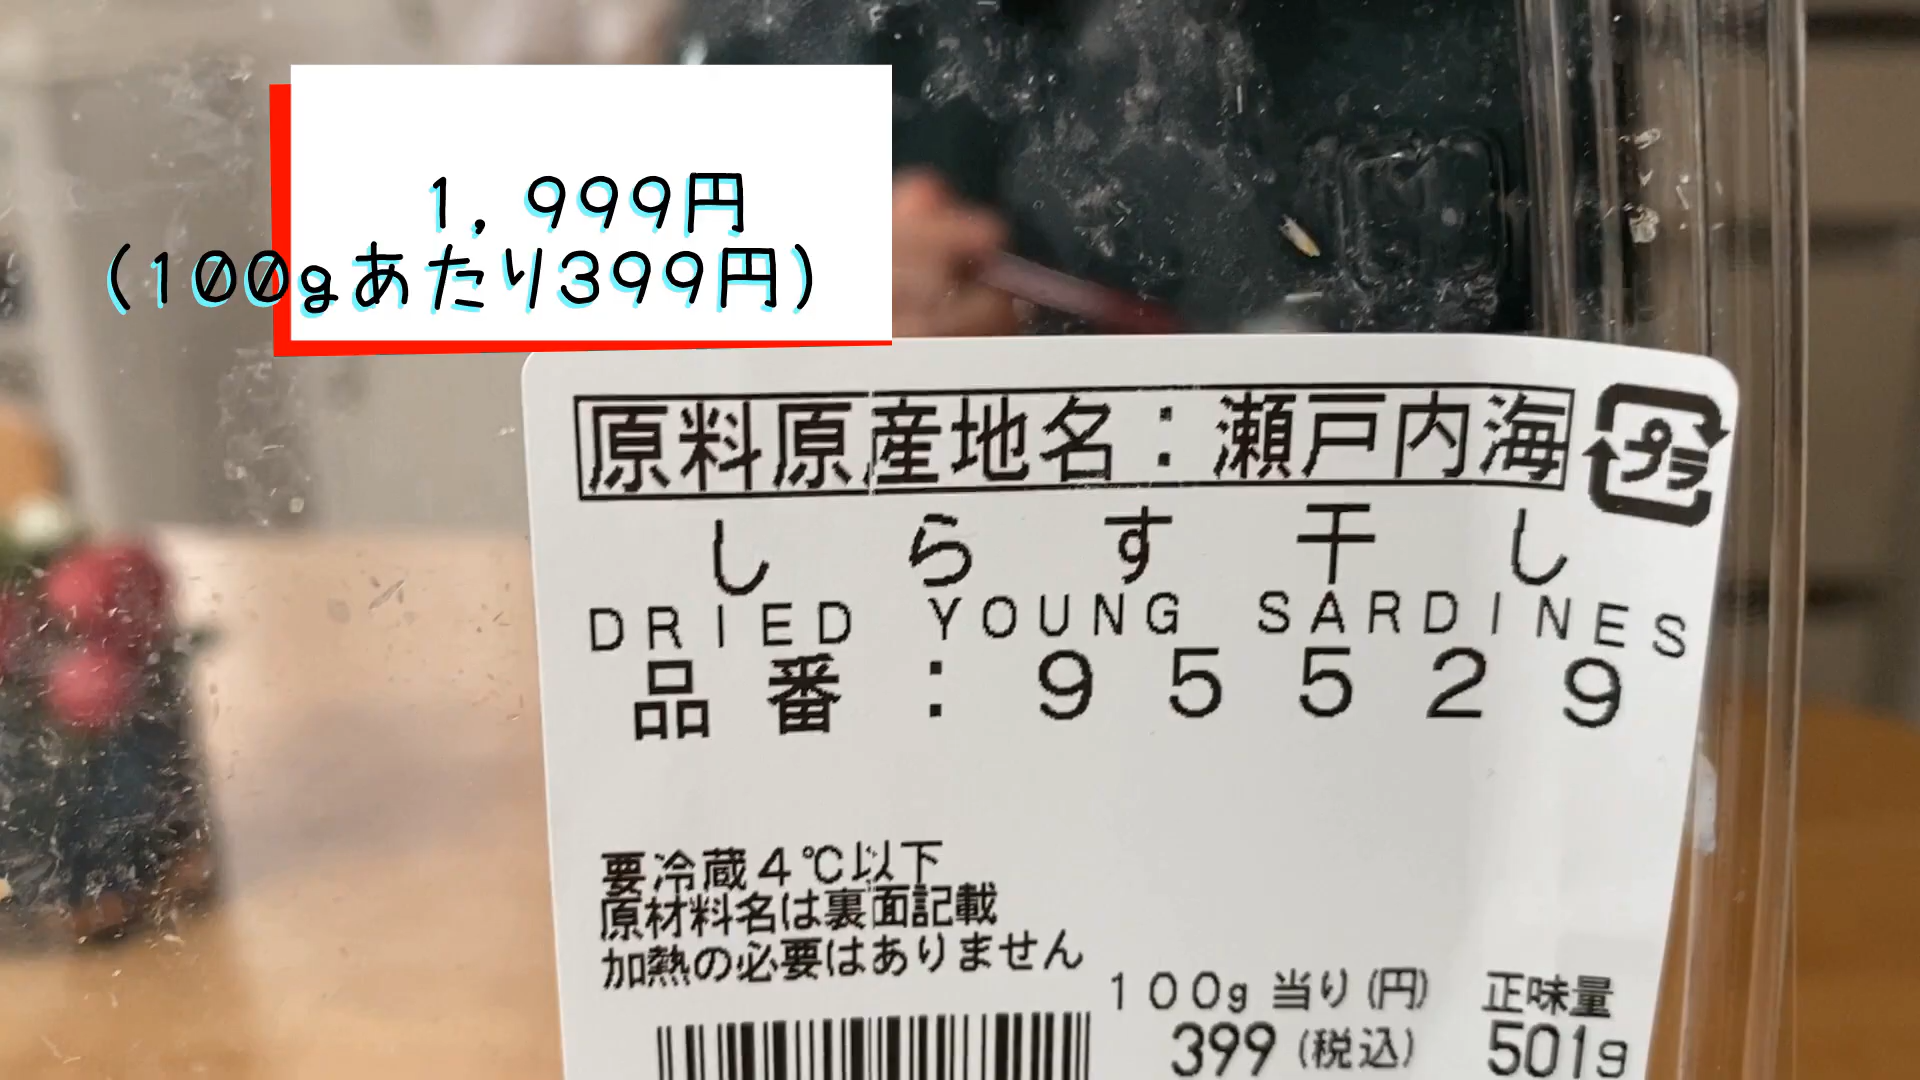 1,999円
(100gあたり399円)
原料原産地名:瀬戸内海
プラ
しらす干し
DRIED YOUNG SARDINES
品番:95529
要冷蔵4℃以下
原材料名は裏面記載
加熱の必要はありません
100g当り(円) 正味量
399(税込) 501g